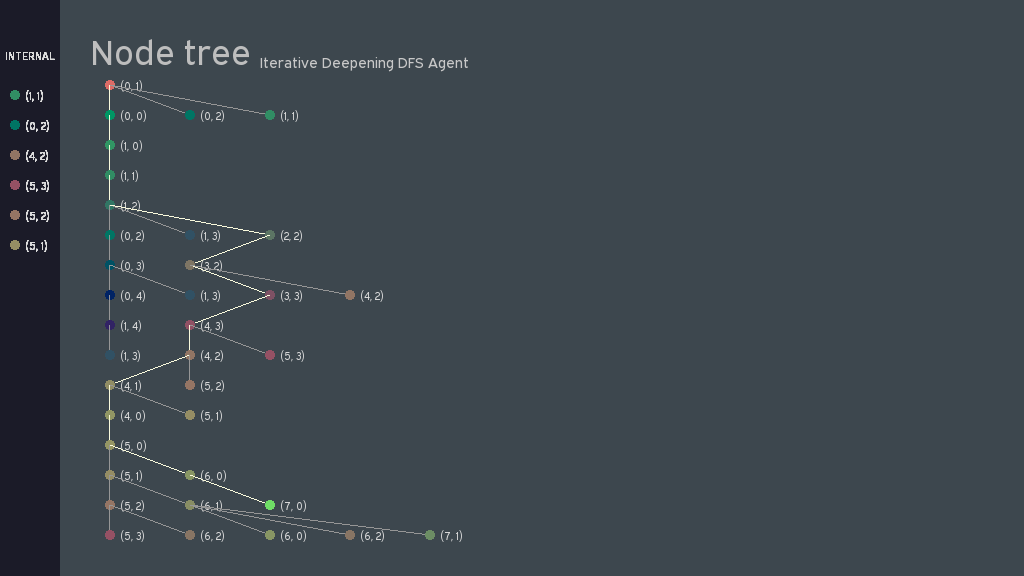 Node tree Iterative Deepening DFS Agent
INTERNAL
(1, 1)
(0, 2)
(4, 2)
(5, 3)
(5, 2)
(5, 1)
(0, 1)
(0, 0) (0, 2) (1, 1)
(1, 0)
(1, 1)
(1, 2)
(0, 2) (1, 3) (2, 2)
(0, 3) (3, 2)
(0, 4) (1, 3) (3, 3) (4, 2)
(1, 4) (4, 3)
(1, 3) (4, 2) (5, 3)
(4, 1) (5, 2)
(4, 0) (5, 1)
(5, 0)
(5, 1) (6, 0)
(5, 2) (6, 1) (7, 0)
(5, 3) (6, 2) (6, 0) (6, 2) (7, 1)